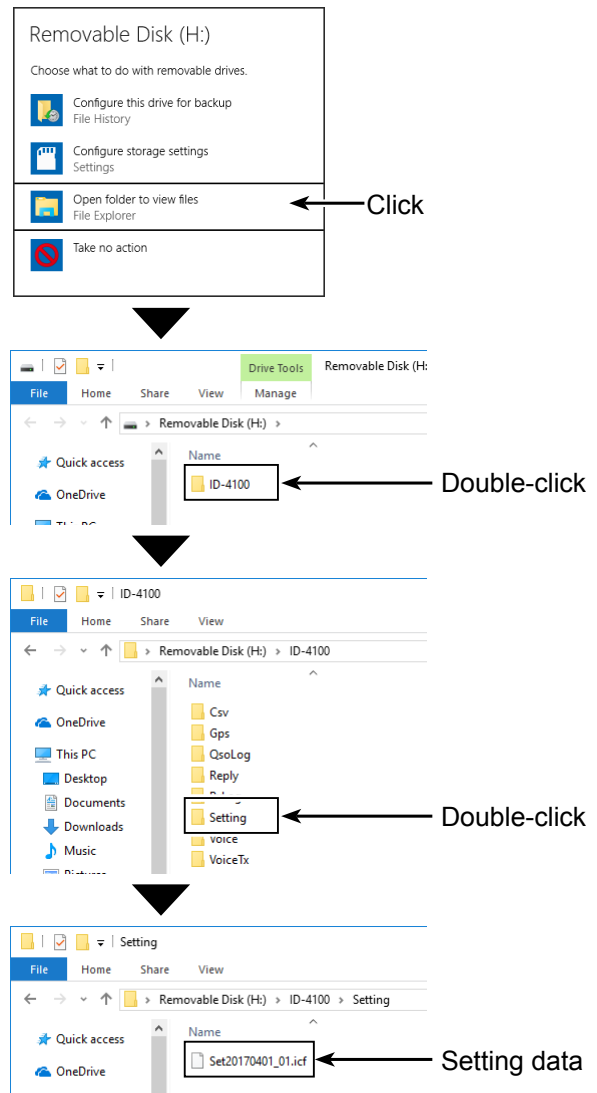 Removable Disk (H:)
Choose what to do with removable drives.
Configure this drive for backup
File History
Configure storage settings
Settings
Open folder to view files
File Explorer
Click
Take no action
Drive Tools Removable Disk (H:
File Home Share View Manage
Removable Disk (H:) >
Name
Quick access
ID-4100
Double-click
OneDrive
This PC
ID-4100
File Home Share View
> Removable Disk (H:) > ID-4100
Name
Quick access
Csv
OneDrive
Gps
QsoLog
This PC
Reply
Desktop
Documents
Setting
Double-click
Downloads
Voice
Music
VoiceTx
Pictures
Setting
File Home Share View
> Removable Disk (H:) > ID-4100 > Setting
Name
Quick access
Set20170401_01.icf
Setting data
OneDrive